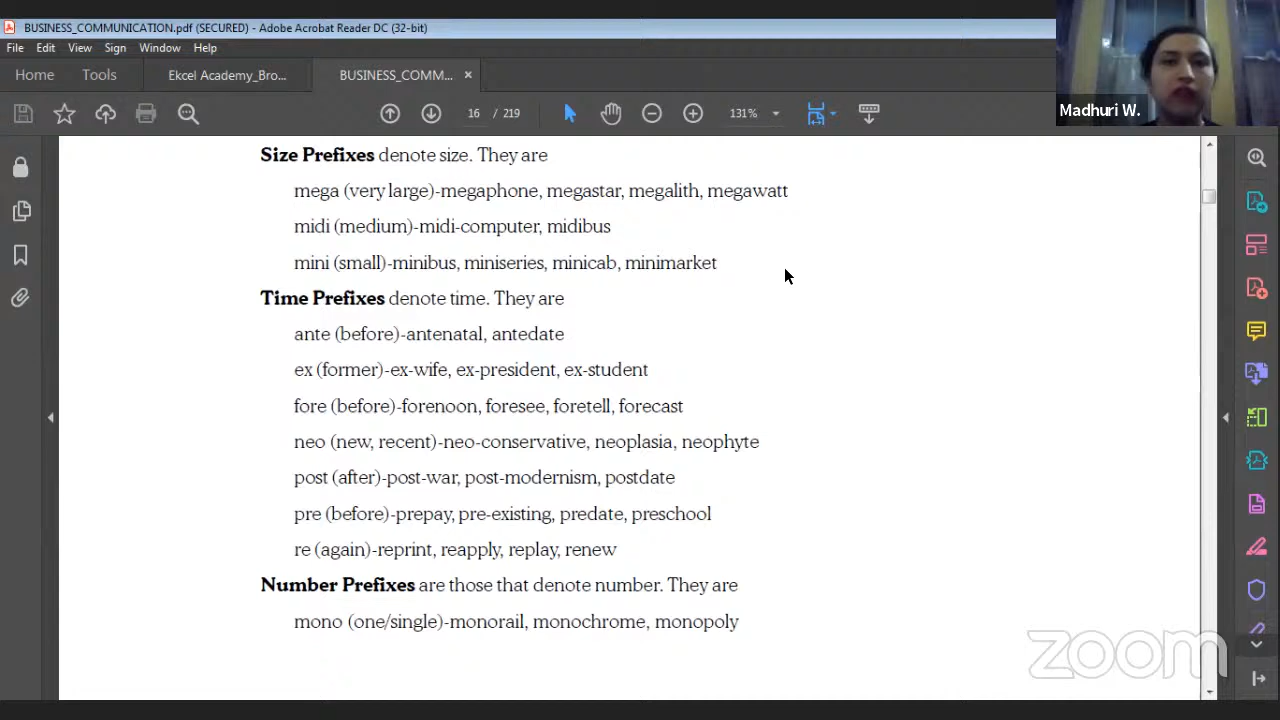 BUSINESS_COMMUNICATION.pdf (SECURED) - Adobe Acrobat Reader DC (32-bit)
File Edit View Sign Window Help
Home Tools Ekcel Academy_Bro... BUSINESS_COMM... ×
16 / 219 131%
Madhuri W.
Size Prefixes denote size. They are
mega (very large)-megaphone, megastar, megalith, megawatt
midi (medium)-midi-computer, midibus
mini (small)-minibus, miniseries, minicab, minimarket
Time Prefixes denote time. They are
ante (before)-antenatal, antedate
ex (former)-ex-wife, ex-president, ex-student
fore (before)-forenoon, foresee, foretell, forecast
neo (new, recent)-neo-conservative, neoplasia, neophyte
post (after)-post-war, post-modernism, postdate
pre (before)-prepay, pre-existing, predate, preschool
re (again)-reprint, reapply, replay, renew
Number Prefixes are those that denote number. They are
mono (one/single)-monorail, monochrome, monopoly
zoom